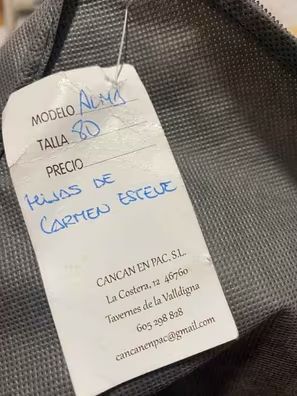 MODELO ALMA
TALLA 80
PRECIO
HIJAS DE
CARMEN ESTEVE
CANCAN EN PAC, S.L.
La Costera, 12 46760
Tavernes de la Valldigna
605 298 828
cancanenpac@gmail.com